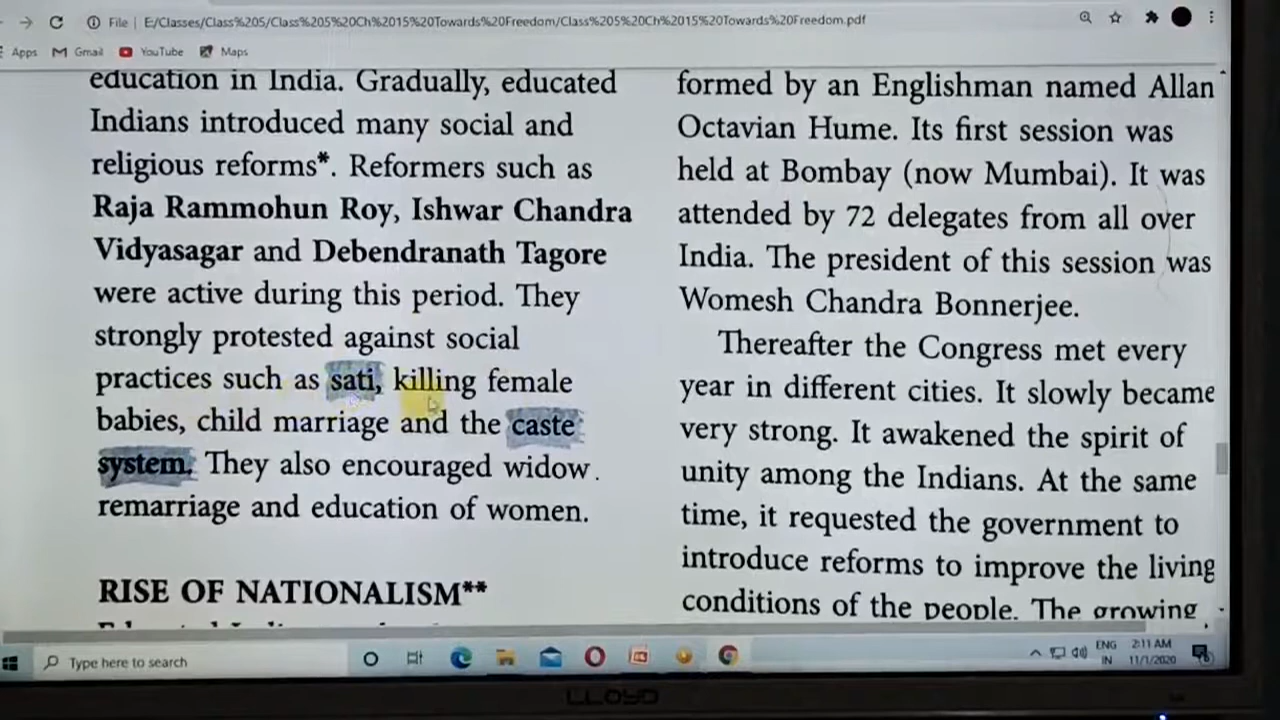 File | E/Classes/Class%205/Class%205%20Ch%2015%20Towards%20Freedom/Class%205%20Ch%2015%20Towards%20Freedom.pdf
Apps Gmail YouTube Maps
education in India. Gradually, educated
Indians introduced many social and
religious reforms*. Reformers such as
Raja Rammohun Roy, Ishwar Chandra
Vidyasagar and Debendranath Tagore
were active during this period. They
strongly protested against social
practices such as sati, killing female
babies, child marriage and the caste
system. They also encouraged widow
remarriage and education of women.
RISE OF NATIONALISM**
formed by an Englishman named Allan
Octavian Hume. Its first session was
held at Bombay (now Mumbai). It was
attended by 72 delegates from all over
India. The president of this session was
Womesh Chandra Bonnerjee.
Thereafter the Congress met every
year in different cities. It slowly became
very strong. It awakened the spirit of
unity among the Indians. At the same
time, it requested the government to
introduce reforms to improve the living
conditions of the people. The growing
Type here to search
ENG
IN
2:11 AM
11/1/2020
LLOYD